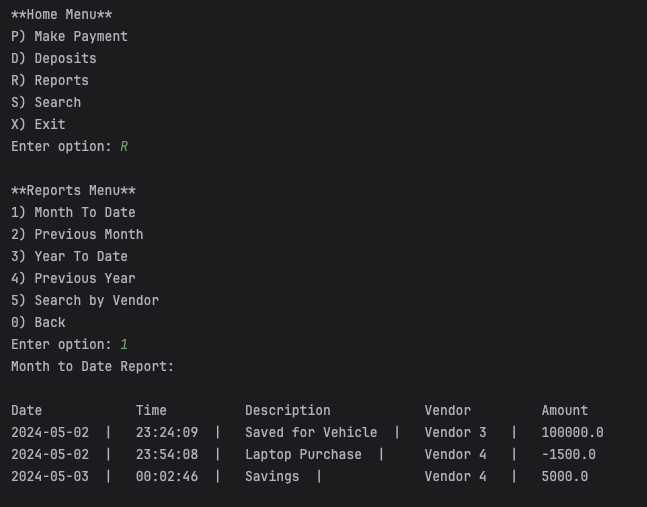 **Home Menu**
P) Make Payment
D) Deposits
R) Reports
S) Search
X) Exit
Enter option: R
**Reports Menu**
1) Month To Date
2) Previous Month
3) Year To Date
4) Previous Year
5) Search by Vendor
0) Back
Enter option: 1
Month to Date Report:
Date Time Description Vendor Amount
2024-05-02 | 23:24:09 | Saved for Vehicle | Vendor 3 | 100000.0
2024-05-02 | 23:54:08 | Laptop Purchase | Vendor 4 | -1500.0
2024-05-03 | 00:02:46 | Savings | Vendor 4 | 5000.0